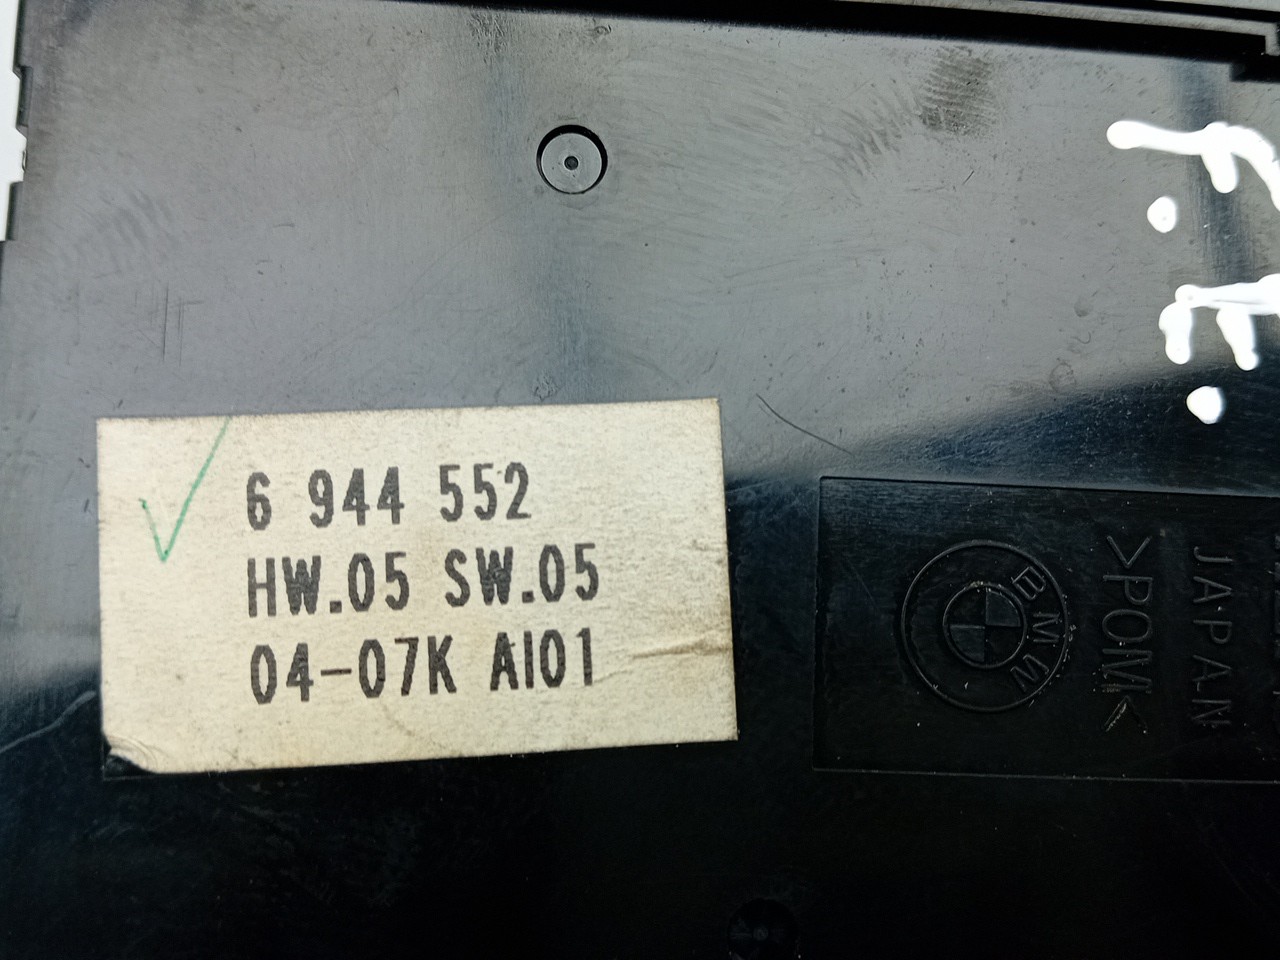 6 944 552
HW.05 SW.05
04-07K AI01
BMW
>POM<
JAPAN